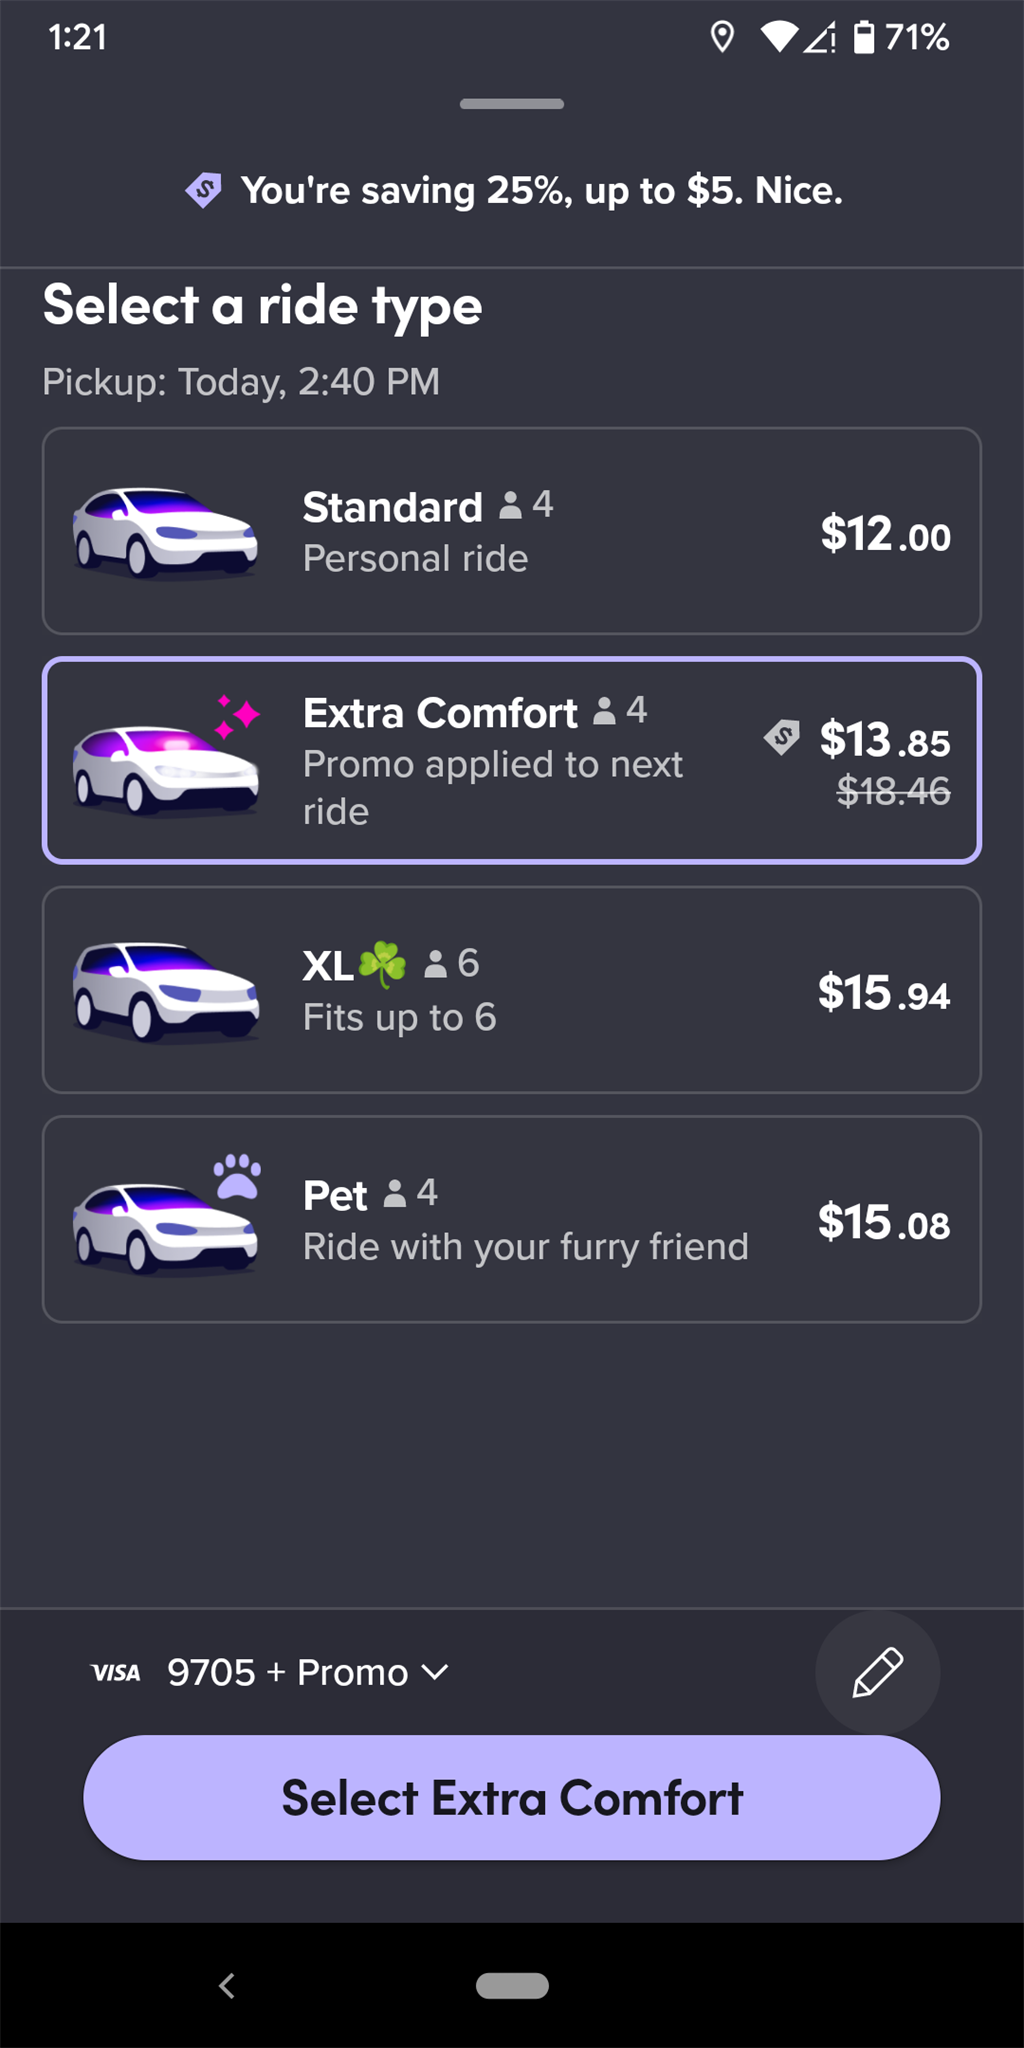 1:21 71%
You're saving 25%, up to $5. Nice.
Select a ride type
Pickup: Today, 2:40 PM
Standard 4
Personal ride
$12.00
Extra Comfort 4
Promo applied to next
ride
$13.85
$18.46
XL☘️ 6
Fits up to 6
$15.94
Pet 4
Ride with your furry friend
$15.08
VISA 9705 + Promo
Select Extra Comfort